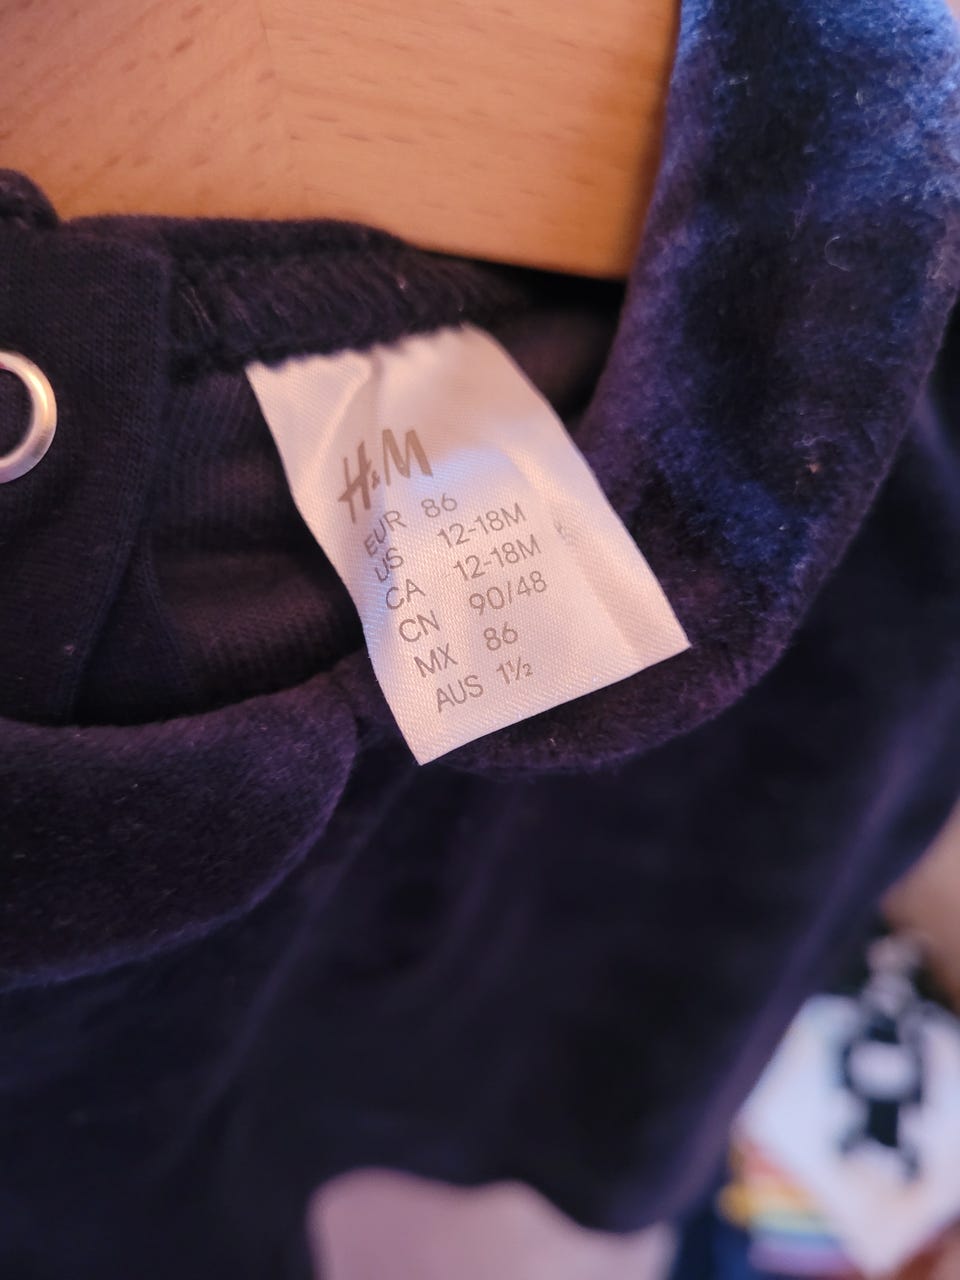 H&M
EUR 86
US 12-18M
CA 12-18M
CN 90/48
MX 86
AUS 1½